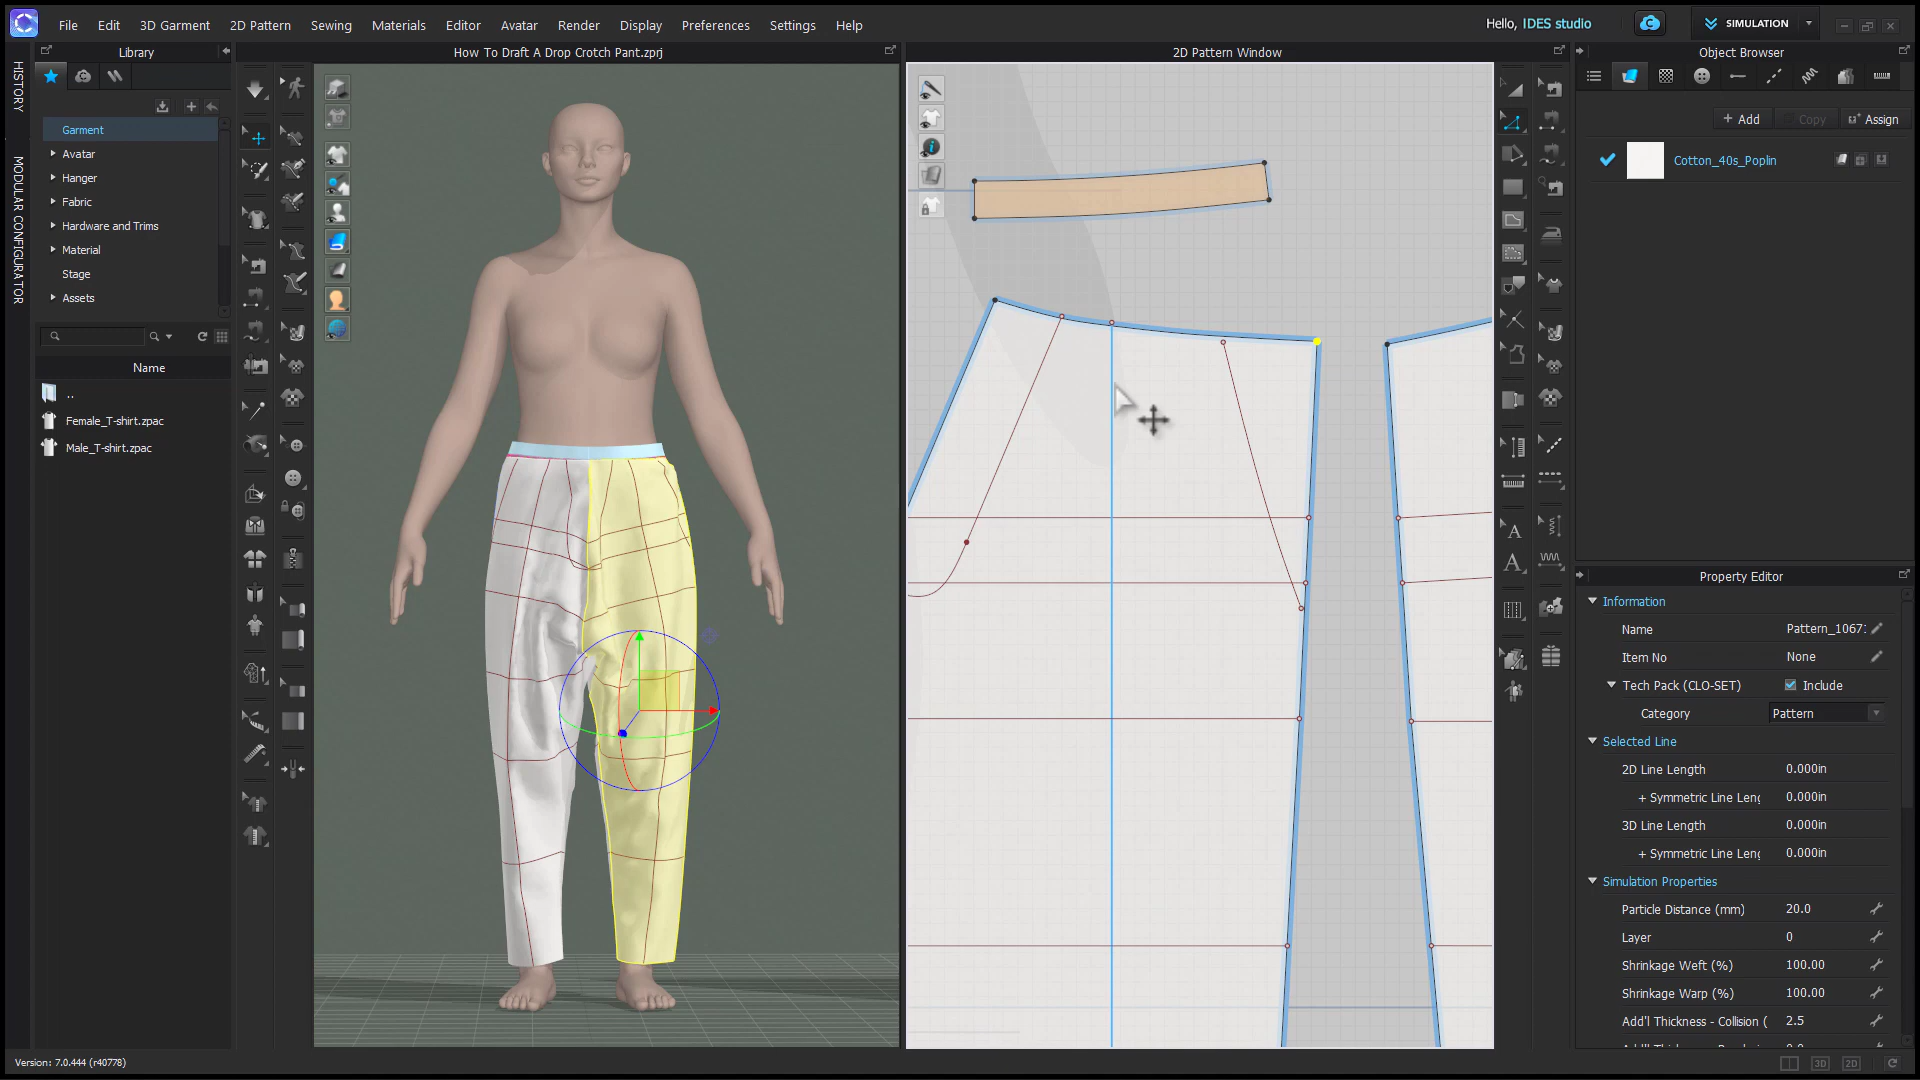 File Edit 3D Garment 2D Pattern Sewing Materials Editor Avatar Render Display Preferences Settings Help
Hello, IDES studio
SIMULATION
HISTORY
MODULAR CONFIGURATOR
Library
How To Draft A Drop Crotch Pant.zprj
2D Pattern Window
Object Browser
Garment
Avatar
Hanger
Fabric
Hardware and Trims
Material
Stage
Assets
Name
..
Female_T-shirt.zpac
Male_T-shirt.zpac
+ Add
Copy
Assign
Cotton_40s_Poplin
Property Editor
Information
Name Pattern_1067:
Item No None
Tech Pack (CLO-SET) Include
Category Pattern
Selected Line
2D Line Length 0.000in
+ Symmetric Line Leng 0.000in
3D Line Length 0.000in
+ Symmetric Line Leng 0.000in
Simulation Properties
Particle Distance (mm) 20.0
Layer 0
Shrinkage Weft (%) 100.00
Shrinkage Warp (%) 100.00
Add'l Thickness - Collision ( 2.5
Version: 7.0.444 (r40778)
3D
2D